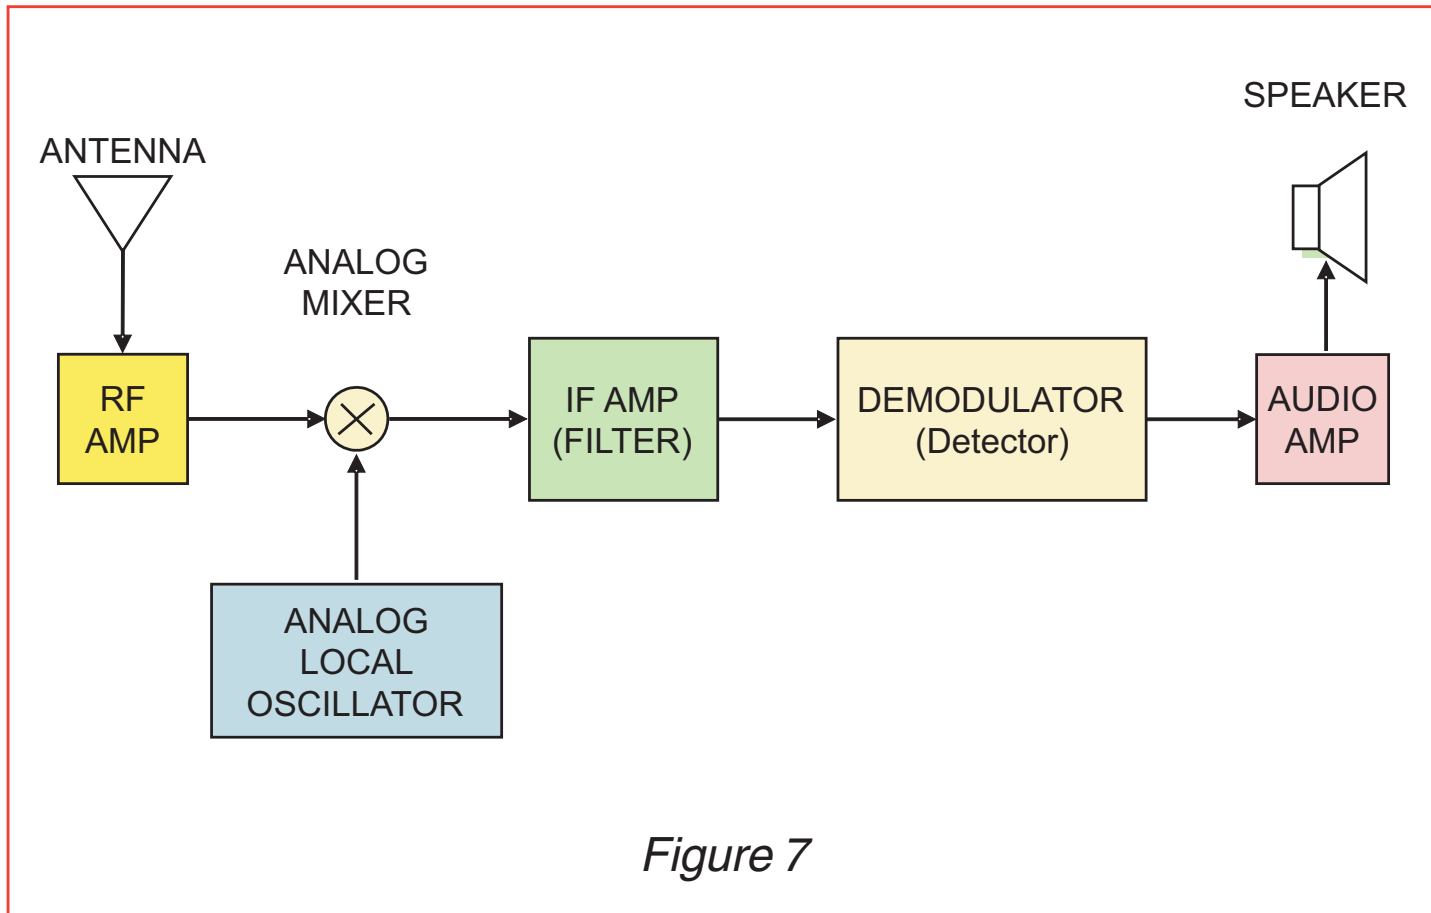 SPEAKER
ANTENNA
ANALOG
MIXER
RF
AMP
IF AMP
(FILTER)
DEMODULATOR
(Detector)
AUDIO
AMP
ANALOG
LOCAL
OSCILLATOR
Figure 7